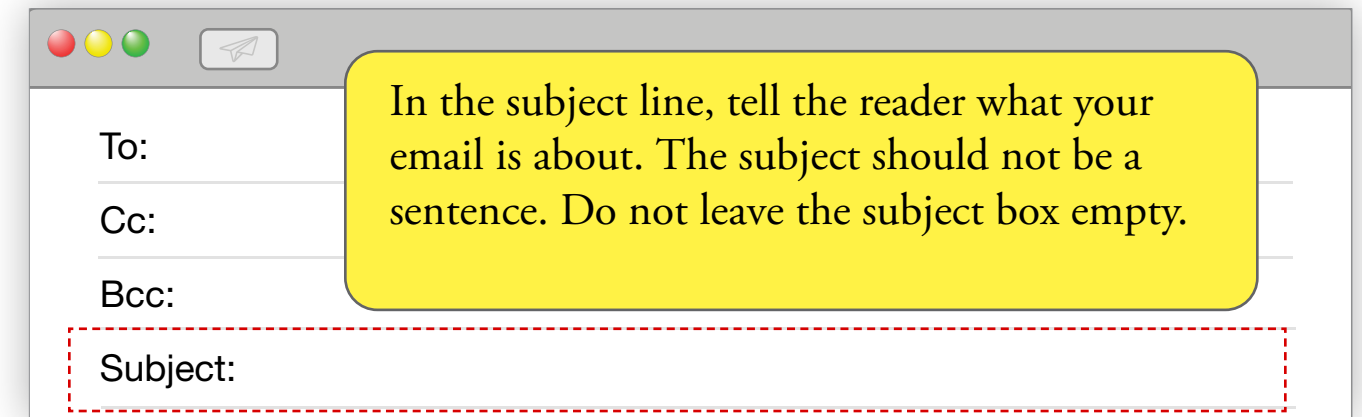 In the subject line, tell the reader what your
email is about. The subject should not be a
sentence. Do not leave the subject box empty.
To:
Cc:
Bcc:
Subject: